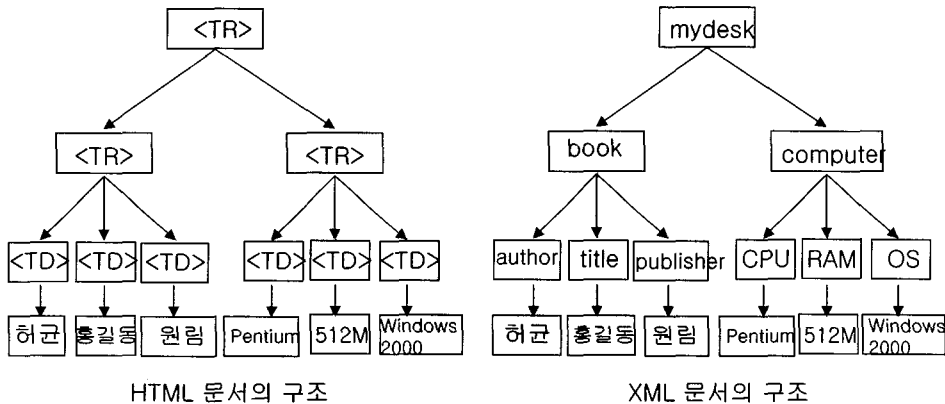 <TR> mydesk
<TR> <TR> book computer
<TD> <TD> <TD> <TD> <TD> <TD> author title publisher CPU RAM OS
허균 홍길동 원림 Pentium 512M Windows 2000 허균 홍길동 원림 Pentium 512M Windows 2000
HTML 문서의 구조 XML 문서의 구조